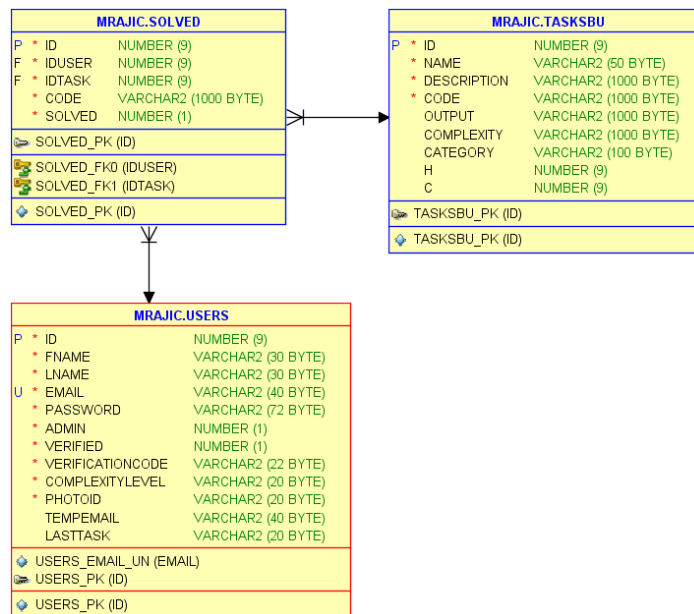 MRAJIC.SOLVED
P * ID NUMBER (9)
F * IDUSER NUMBER (9)
F * IDTASK NUMBER (9)
* CODE VARCHAR2 (1000 BYTE)
* SOLVED NUMBER (1)
SOLVED_PK (ID)
SOLVED_FK0 (IDUSER)
SOLVED_FK1 (IDTASK)
SOLVED_PK (ID)
MRAJIC.TASKSBU
P * ID NUMBER (9)
* NAME VARCHAR2 (50 BYTE)
* DESCRIPTION VARCHAR2 (1000 BYTE)
* CODE VARCHAR2 (1000 BYTE)
OUTPUT VARCHAR2 (1000 BYTE)
COMPLEXITY VARCHAR2 (1000 BYTE)
CATEGORY VARCHAR2 (100 BYTE)
H NUMBER (9)
C NUMBER (9)
TASKSBU_PK (ID)
TASKSBU_PK (ID)
MRAJIC.USERS
P * ID NUMBER (9)
* FNAME VARCHAR2 (30 BYTE)
* LNAME VARCHAR2 (30 BYTE)
U * EMAIL VARCHAR2 (40 BYTE)
* PASSWORD VARCHAR2 (72 BYTE)
* ADMIN NUMBER (1)
* VERIFIED NUMBER (1)
* VERIFICATIONCODE VARCHAR2 (22 BYTE)
* COMPLEXITYLEVEL VARCHAR2 (20 BYTE)
* PHOTOID VARCHAR2 (20 BYTE)
TEMPEMAIL VARCHAR2 (40 BYTE)
LASTTASK VARCHAR2 (20 BYTE)
USERS_EMAIL_UN (EMAIL)
USERS_PK (ID)
USERS_PK (ID)